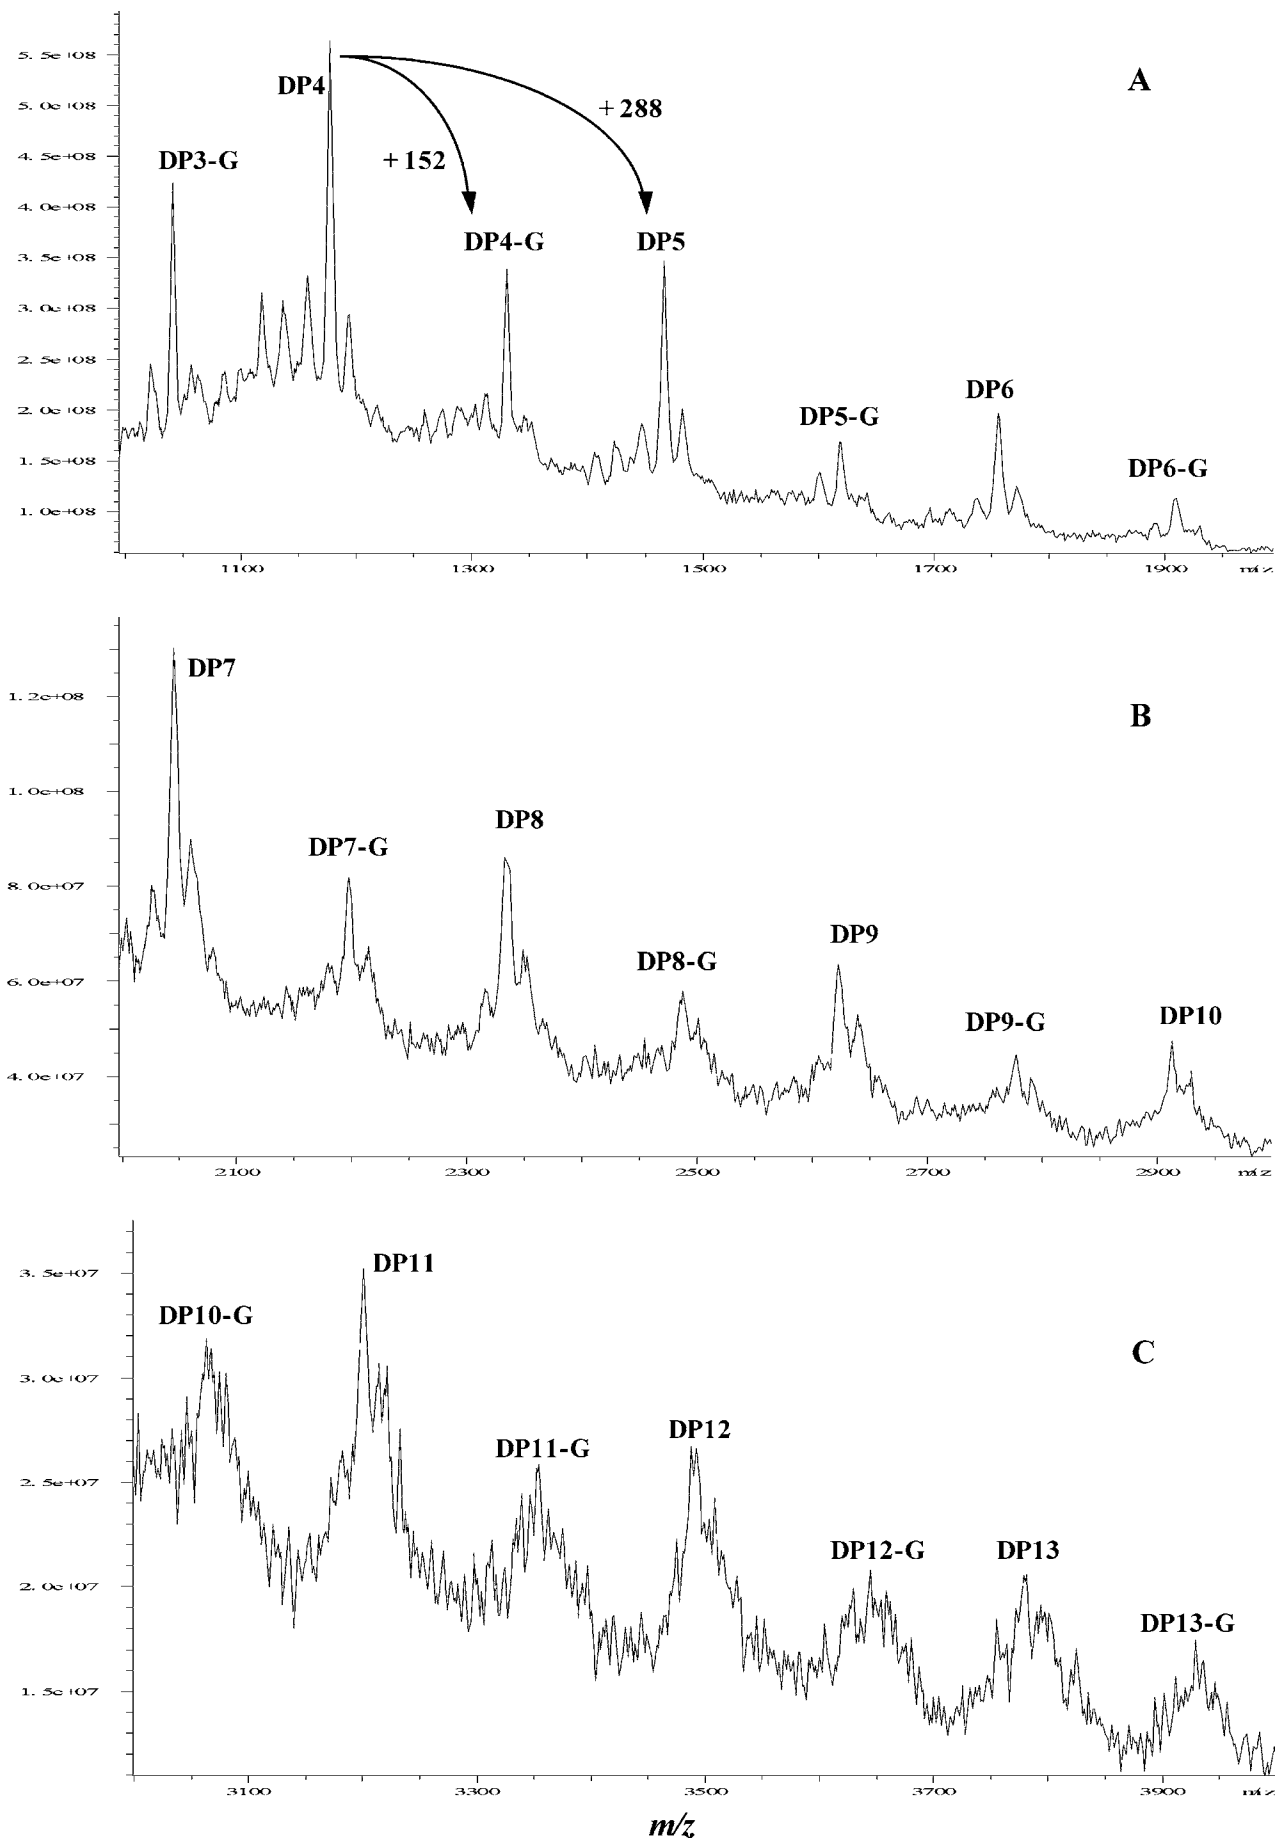 5. 5e+08
A
DP4
5. 0e+08
+ 288
4. 5e+08
DP3-G
+ 152
4. 0e+08
DP4-G
DP5
3. 5e+08
3. 0e+08
2. 5e+08
DP6
2. 0e+08
DP5-G
1. 5e+08
DP6-G
1. 0e+08
1100 1300 1500 1700 1900 m/z
DP7
1. 2e+08
B
1. 0e+08
DP8
DP7-G
8. 0e+07
DP9
DP8-G
6. 0e+07
DP9-G
DP10
4. 0e+07
2100 2300 2500 2700 2900 m/z
DP11
3. 5e+07
DP10-G
C
3. 0e+07
DP12
DP11-G
2. 5e+07
DP12-G
DP13
2. 0e+07
DP13-G
1. 5e+07
3100 3300 3500 3700 3900 m/z
m/z